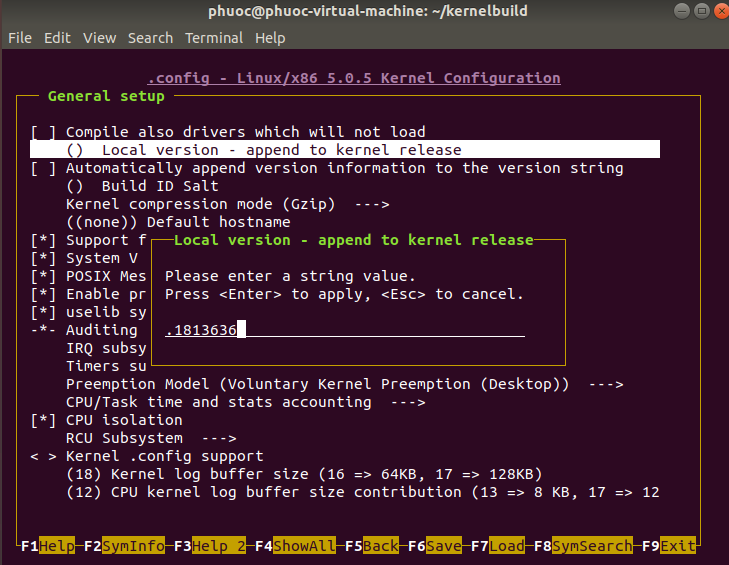 phuoc@phuoc-virtual-machine: ~/kernelbuild
File Edit View Search Terminal Help
.config - Linux/x86 5.0.5 Kernel Configuration
General setup
[ ] Compile also drivers which will not load
() Local version - append to kernel release
[ ] Automatically append version information to the version string
() Build ID Salt
Kernel compression mode (Gzip) --->
((none)) Default hostname
[*] Support f
Local version - append to kernel release
[*] System V
[*] POSIX Mes
Please enter a string value.
[*] Enable pr
Press <Enter> to apply, <Esc> to cancel.
[*] uselib sy
-*- Auditing
.1813636
IRQ subsy
Timers su
Preemption Model (Voluntary Kernel Preemption (Desktop)) --->
CPU/Task time and stats accounting --->
[*] CPU isolation
RCU Subsystem --->
< > Kernel .config support
(18) Kernel log buffer size (16 => 64KB, 17 => 128KB)
(12) CPU kernel log buffer size contribution (13 => 8 KB, 17 => 12
F1Help F2SymInfo F3Help 2 F4ShowAll F5Back F6Save F7Load F8SymSearch F9Exit